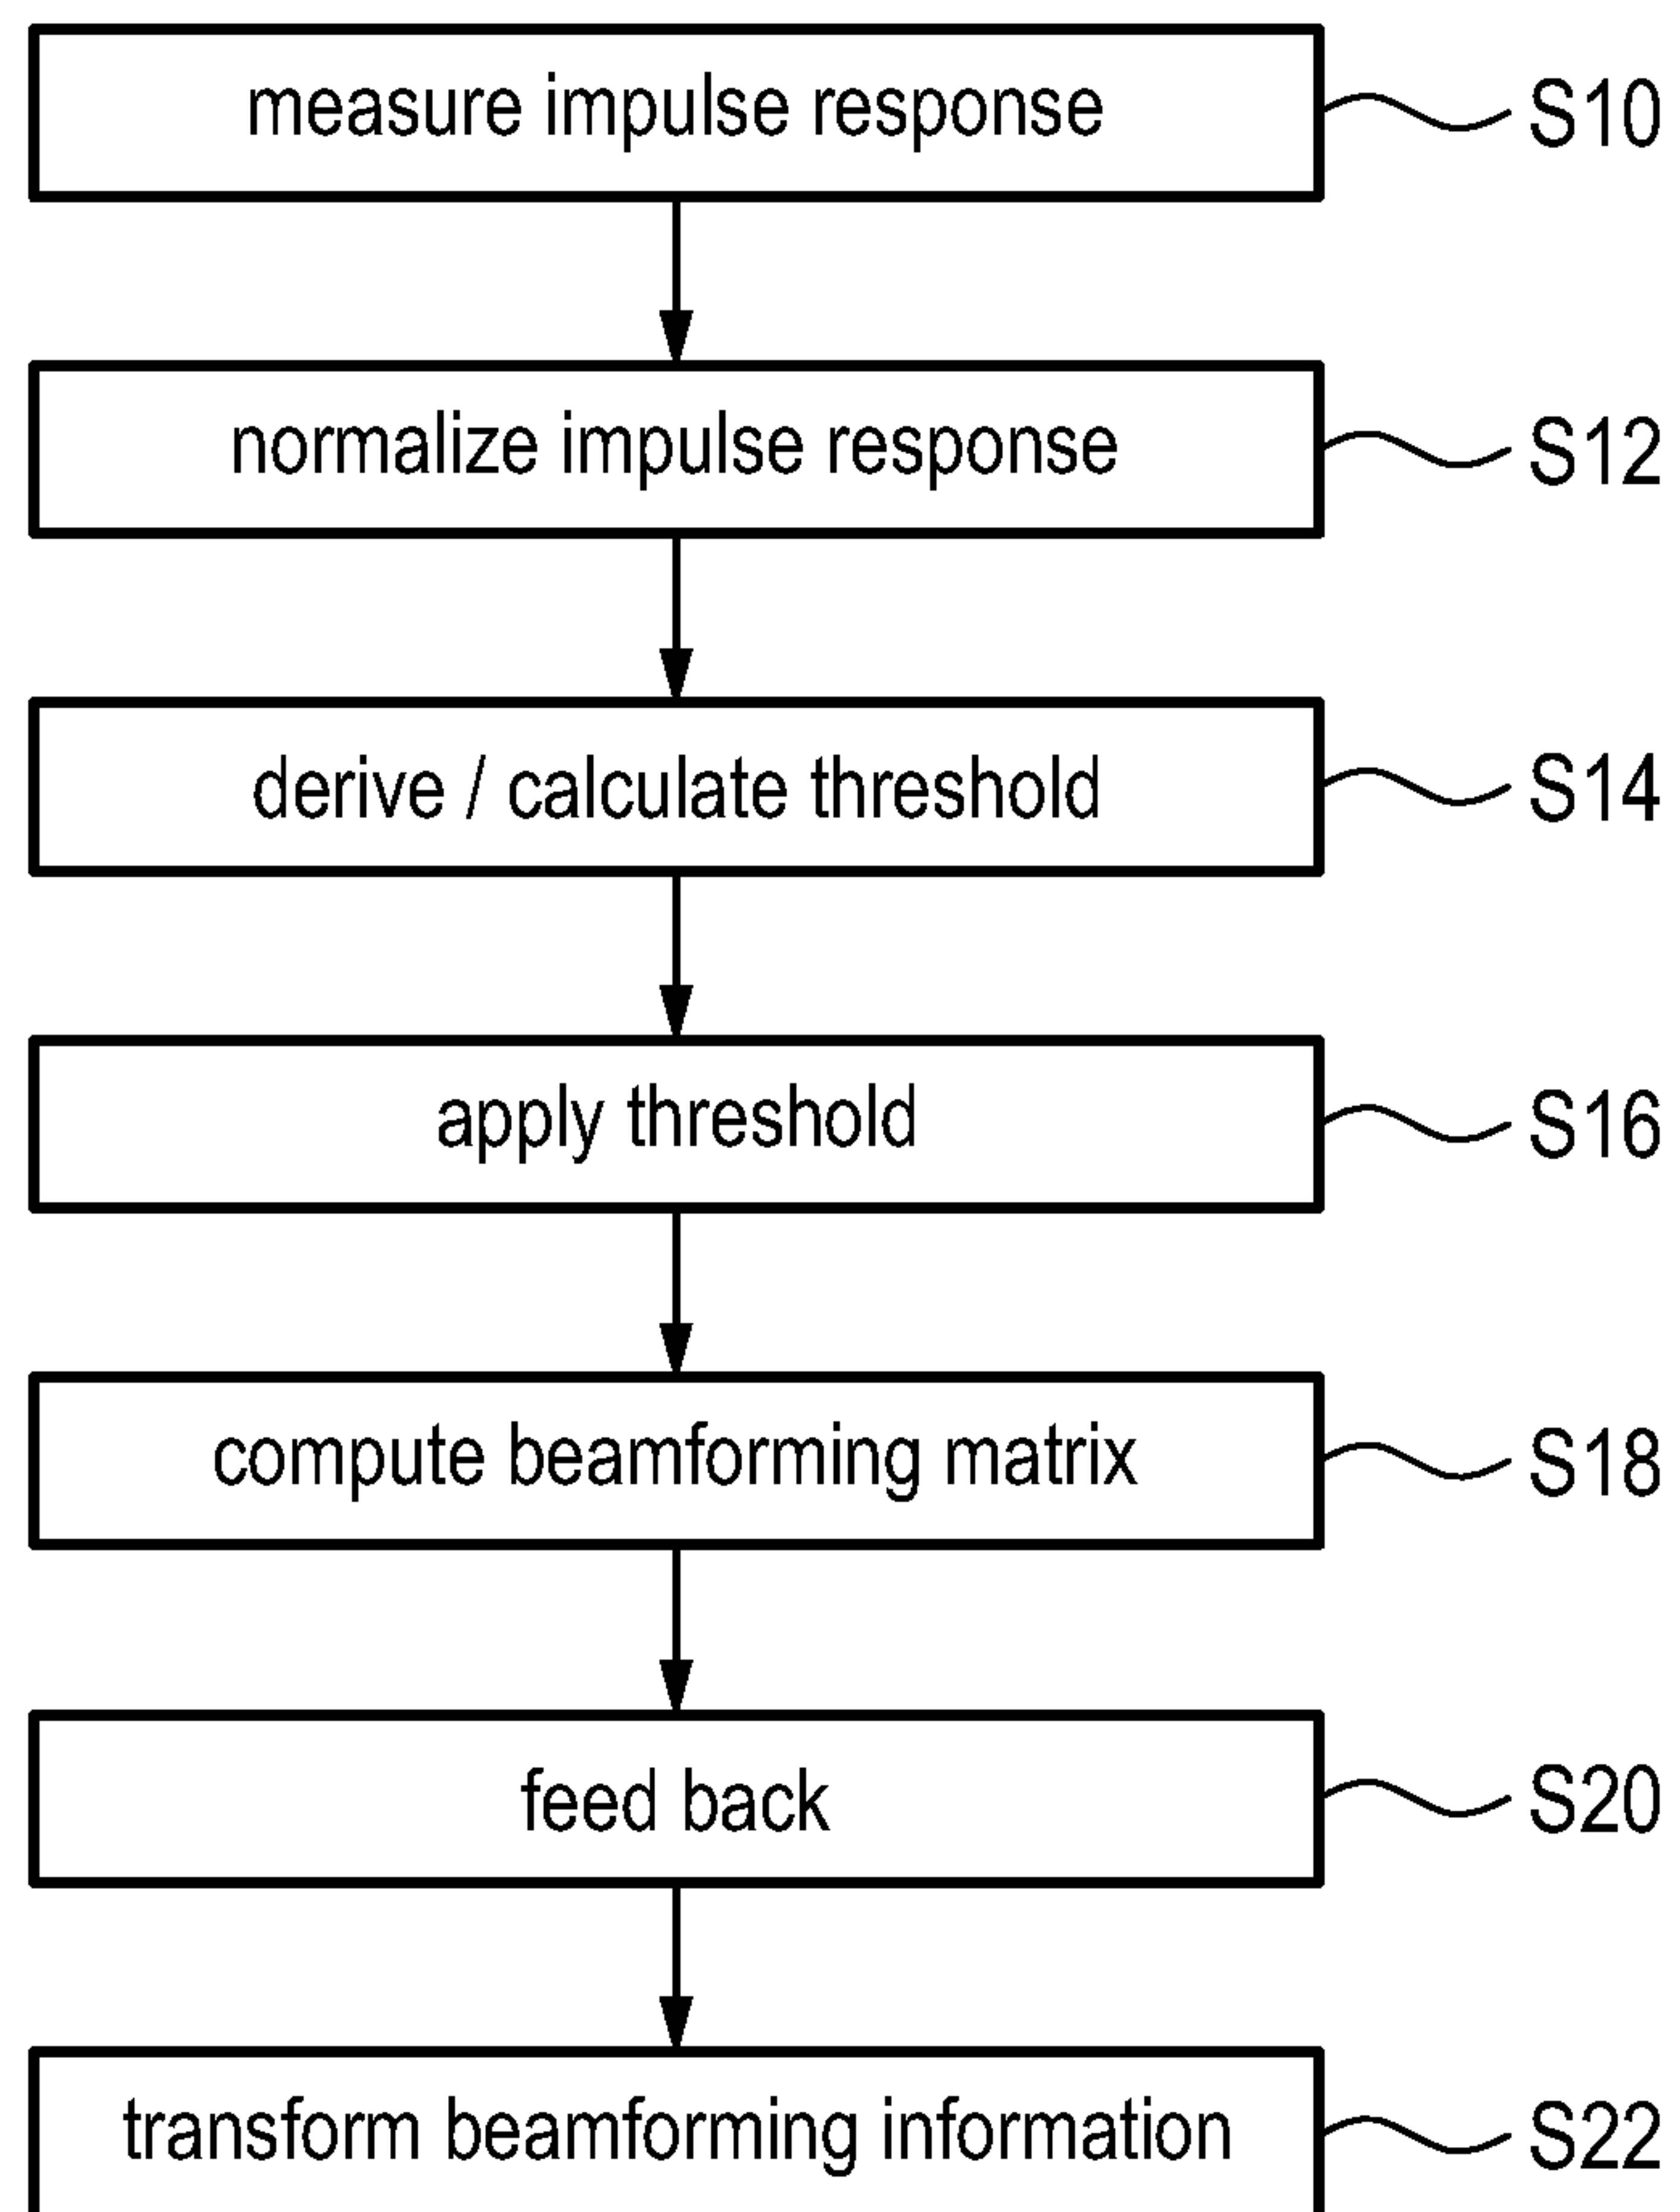 measure impulse response S10
normalize impulse response S12
derive / calculate threshold S14
apply threshold S16
compute beamforming matrix S18
feed back S20
transform beamforming information S22